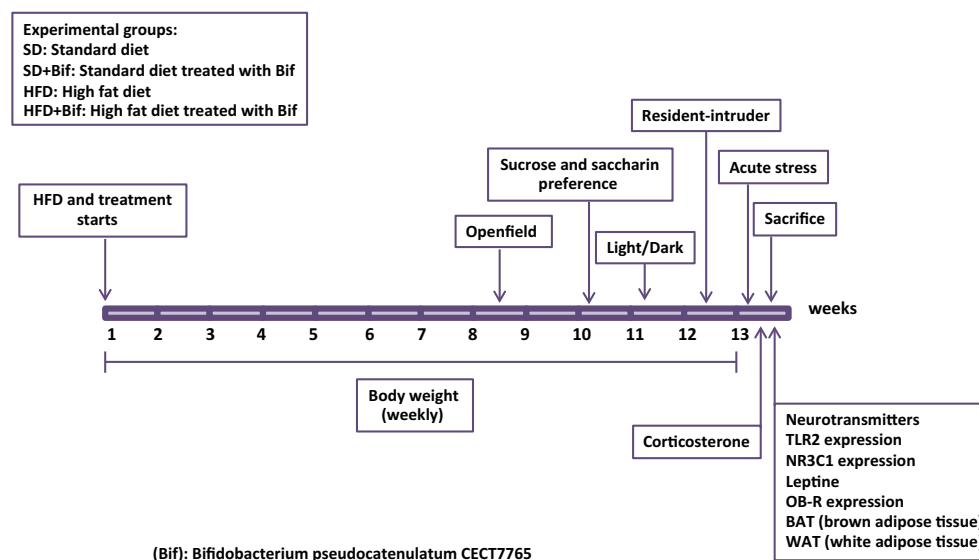 Experimental groups:
SD: Standard diet
SD+Bif: Standard diet treated with Bif
HFD: High fat diet
HFD+Bif: High fat diet treated with Bif
Resident-intruder
Sucrose and saccharin
preference
Acute stress
HFD and treatment
starts
Openfield
Light/Dark
Sacrifice
weeks
1 2 3 4 5 6 7 8 9 10 11 12 13
Body weight
(weekly)
Corticosterone
Neurotransmitters
TLR2 expression
NR3C1 expression
Leptine
OB-R expression
BAT (brown adipose tissue)
WAT (white adipose tissue
(Bif): Bifidobacterium pseudocatenulatum CECT7765